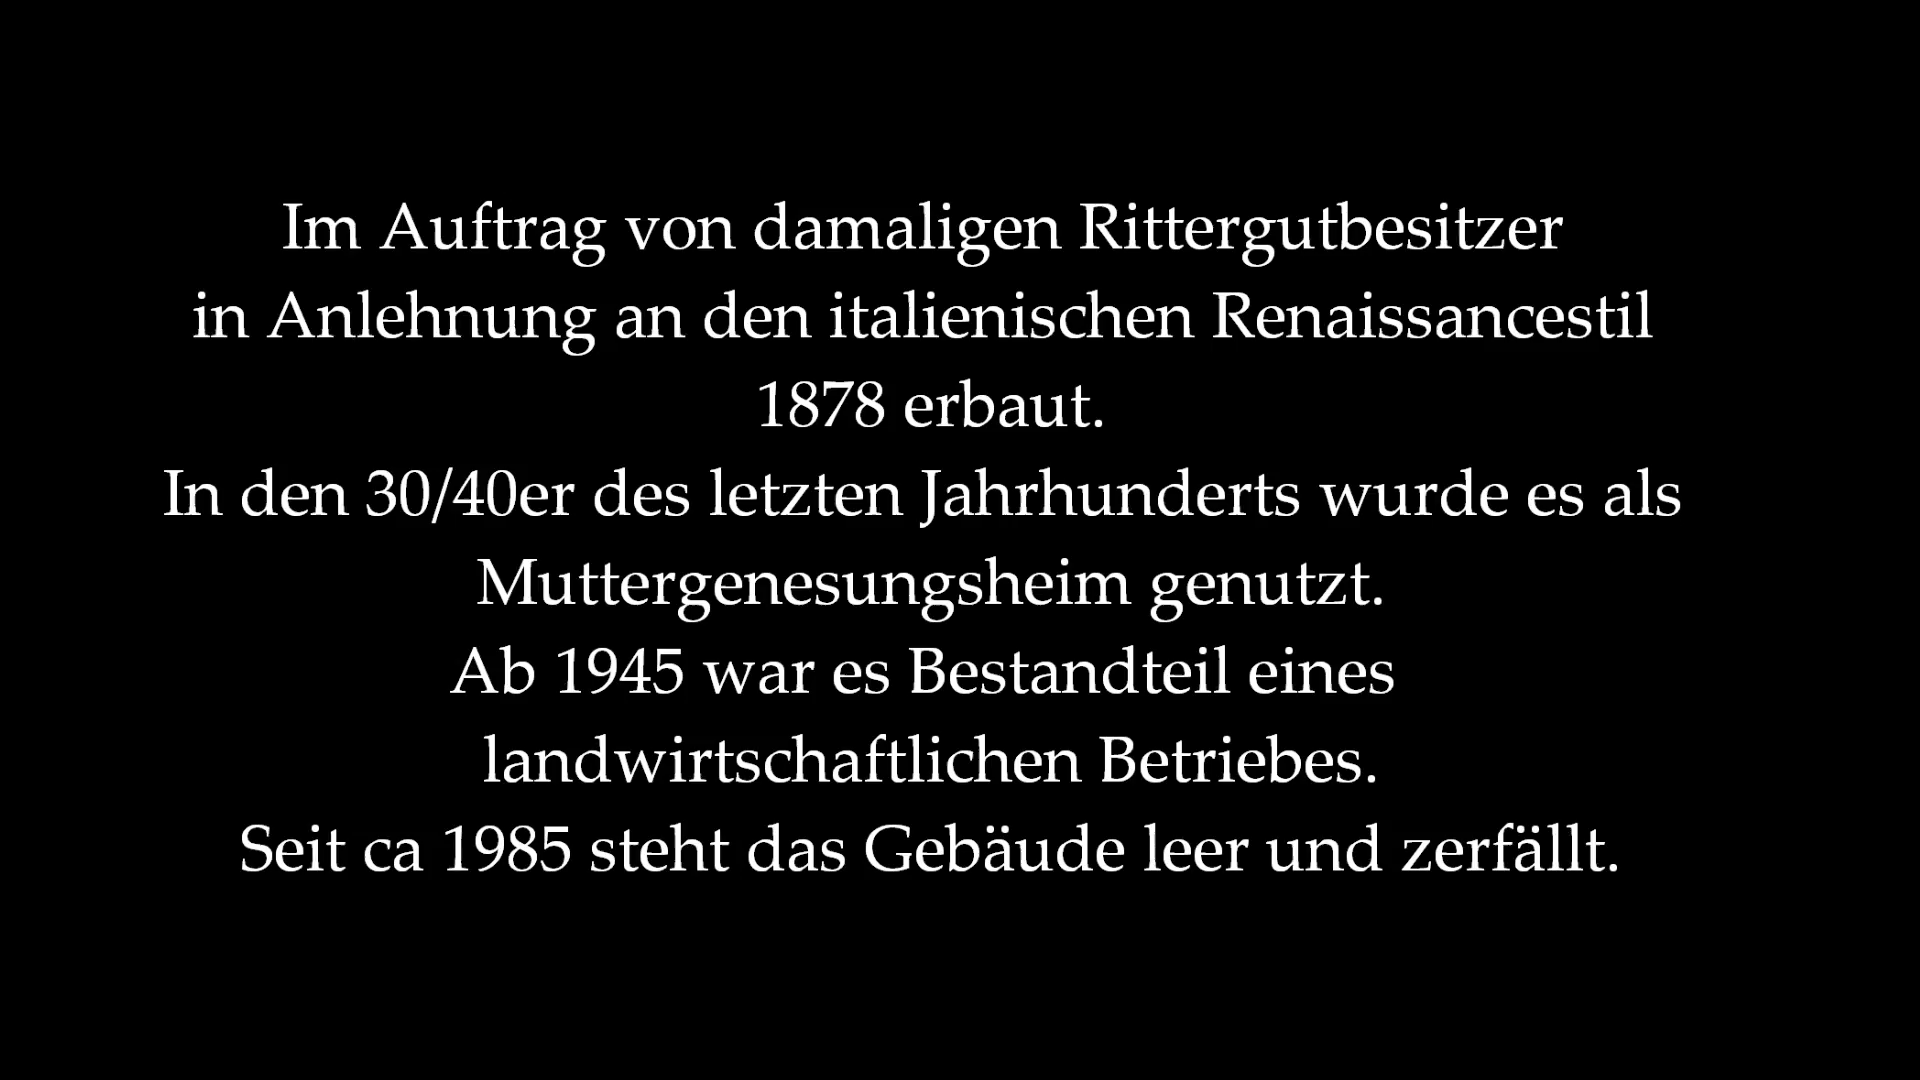 Im Auftrag von damaligen Rittergutbesitzer
in Anlehnung an den italienischen Renaissancestil
1878 erbaut.
In den 30/40er des letzten Jahrhunderts wurde es als
Muttergenesungsheim genutzt.
Ab 1945 war es Bestandteil eines
landwirtschaftlichen Betriebes.
Seit ca 1985 steht das Gebäude leer und zerfällt.